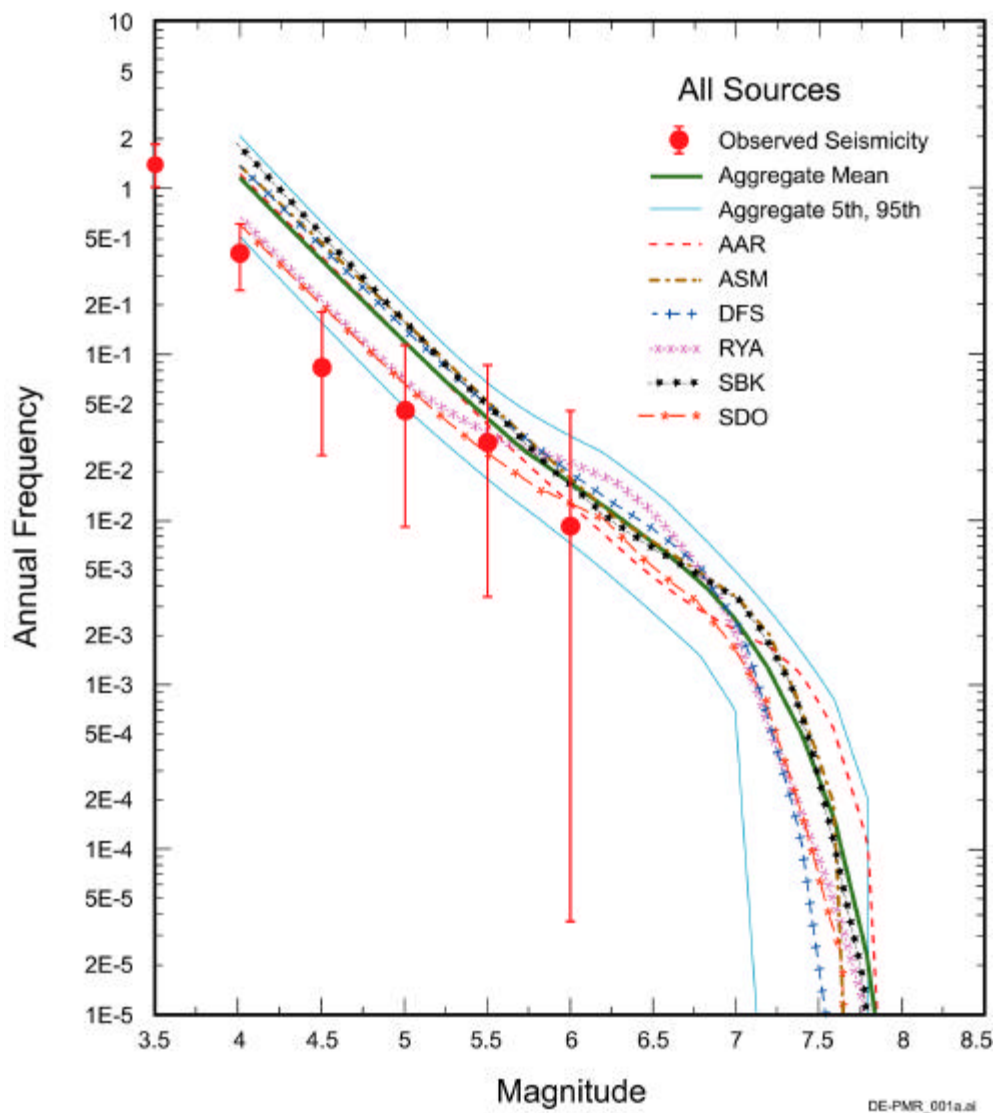 All Sources
Observed Seismicity
Aggregate Mean
Aggregate 5th, 95th
AAR
ASM
DFS
RYA
SBK
SDO
Annual Frequency
10
5
2
1
5E-1
2E-1
1E-1
5E-2
2E-2
1E-2
5E-3
2E-3
1E-3
5E-4
2E-4
1E-4
5E-5
2E-5
1E-5
3.5 4 4.5 5 5.5 6 6.5 7 7.5 8 8.5
Magnitude
DE-PMR_001a.ai